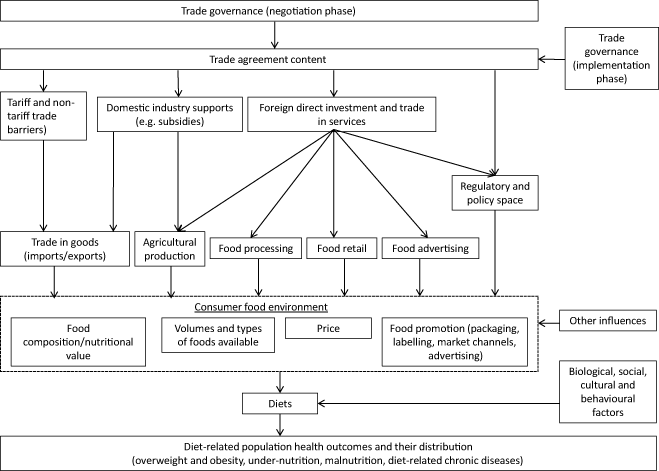 Trade governance (negotiation phase)
Trade agreement content
Trade
governance
(implementation
phase)
Tariff and non-
tariff trade
barriers)
Domestic industry supports
(e.g. subsidies)
Foreign direct investment and trade
in services
Regulatory and
policy space
Trade in goods
(imports/exports)
Agricultural
production
Food processing
Food retail
Food advertising
Consumer food environment
Food
composition/nutritional
value
Volumes and types
of foods available
Price
Food promotion (packaging,
labelling, market channels,
advertising)
Other influences
Biological, social,
cultural and
behavioural
factors
Diets
Diet-related population health outcomes and their distribution
(overweight and obesity, under-nutrition, malnutrition, diet-related chronic diseases)